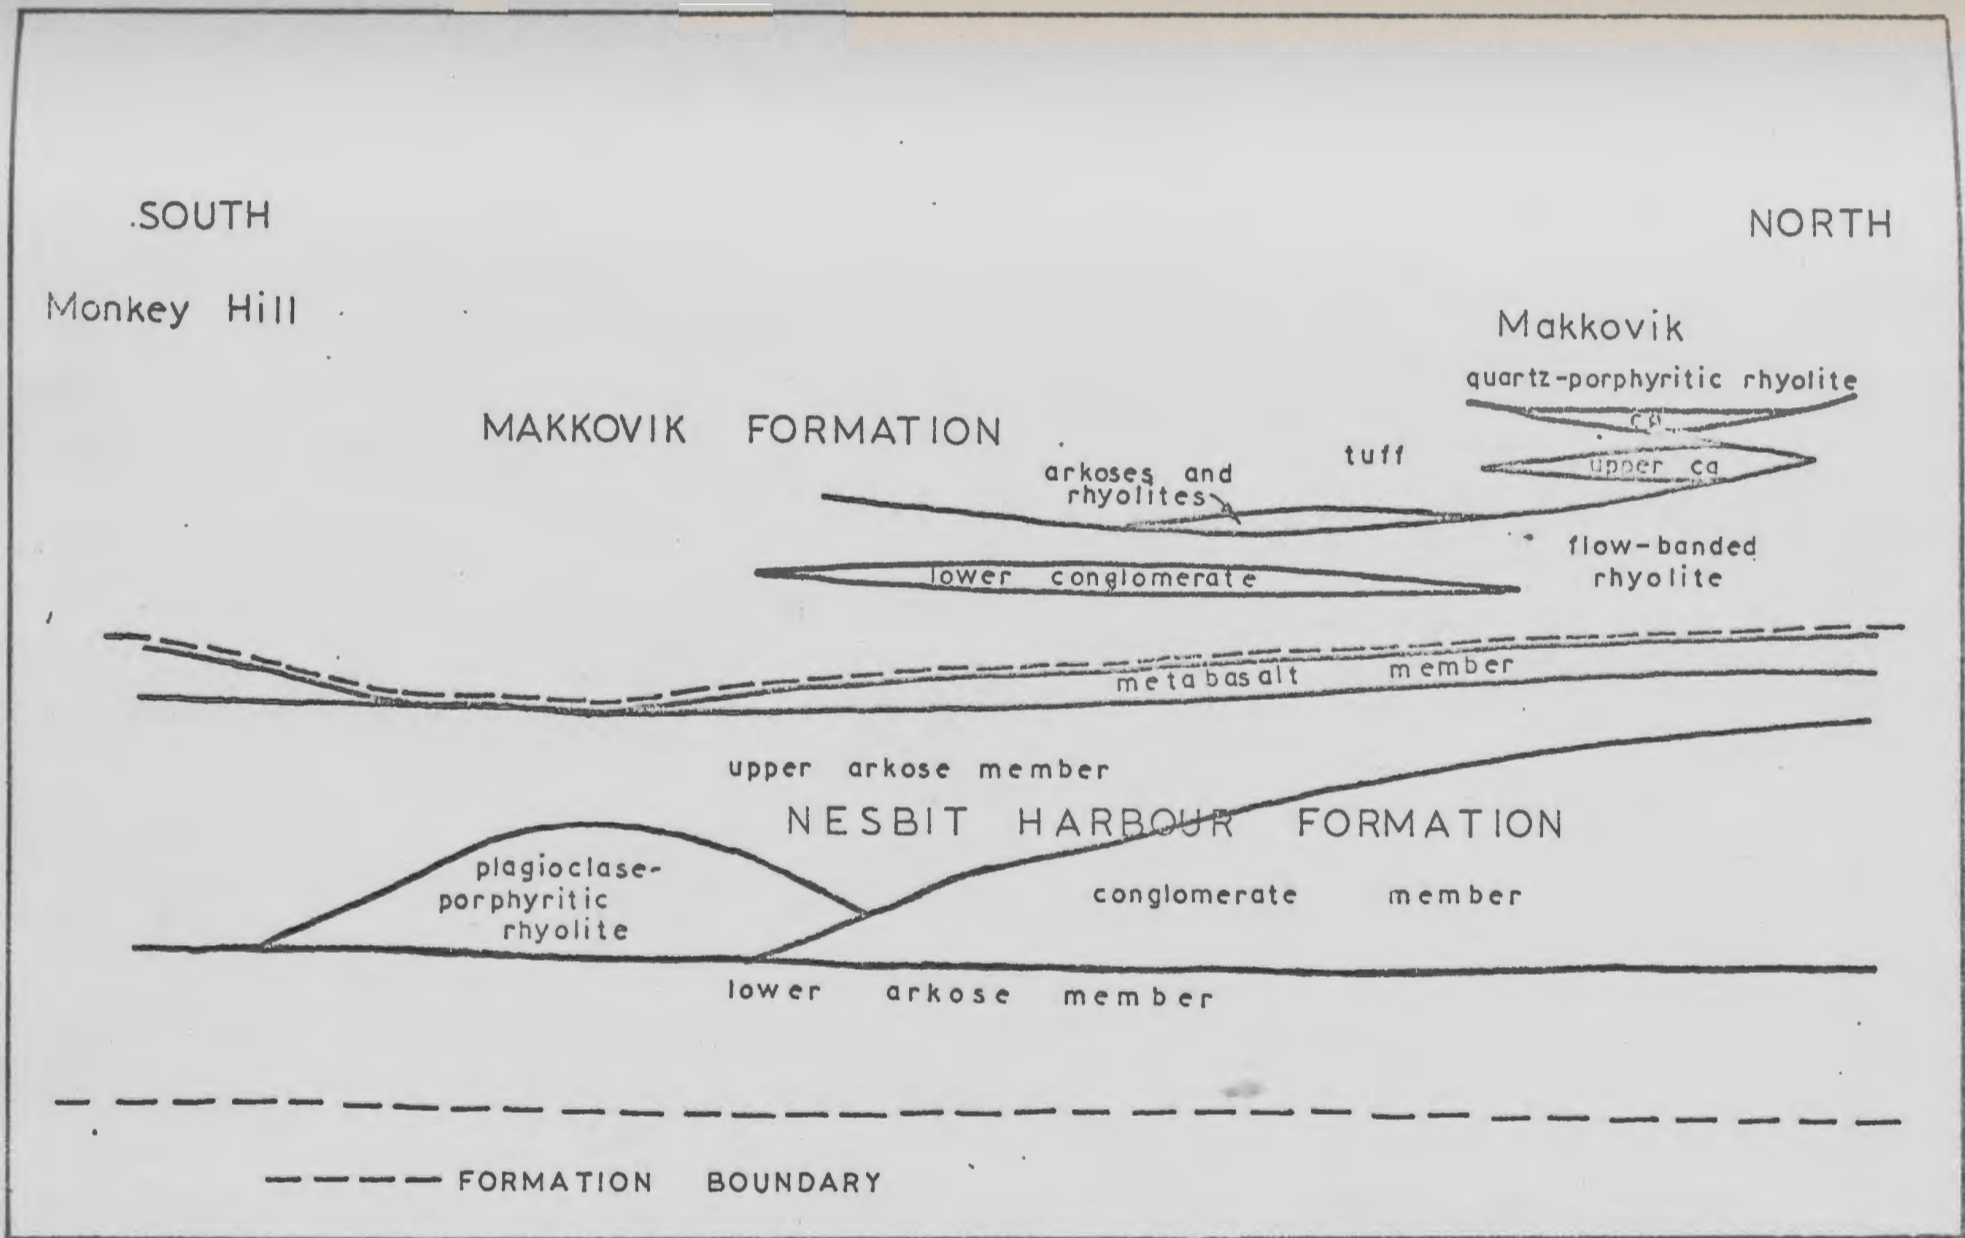 SOUTH
NORTH
Monkey Hill
Makkovik
quartz-porphyritic rhyolite
MAKKOVIK FORMATION
tuff
arkoses and
rhyolites
upper cg
flow-banded
rhyolite
lower conglomerate
metabasalt member
upper arkose member
NESBIT HARBOUR FORMATION
plagioclase-
porphyritic
rhyolite
conglomerate member
lower arkose member
FORMATION BOUNDARY